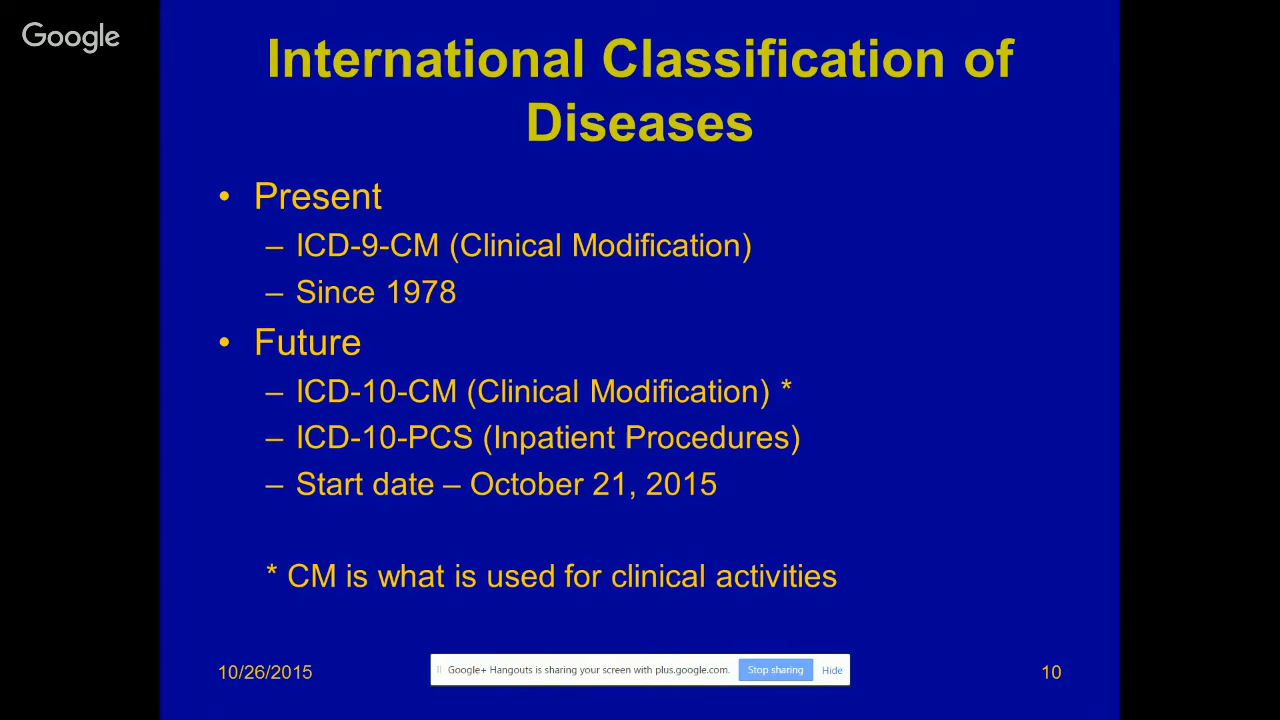 Google
International Classification of
Diseases
• Present
– ICD-9-CM (Clinical Modification)
– Since 1978
• Future
– ICD-10-CM (Clinical Modification) *
– ICD-10-PCS (Inpatient Procedures)
– Start date – October 21, 2015
* CM is what is used for clinical activities
10/26/2015
Google+ Hangouts is sharing your screen with plus.google.com. Stop sharing Hide
10